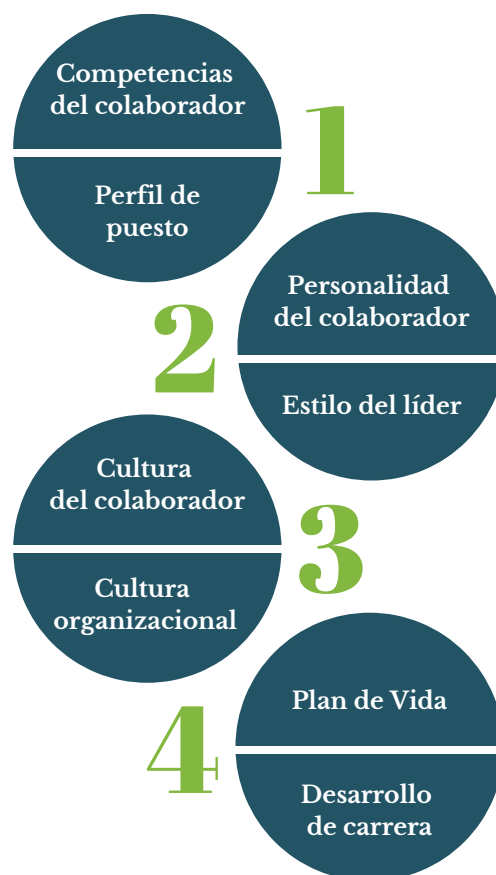 Competencias
del colaborador
1
Perfil de
puesto
Personalidad
del colaborador
2
Estilo del líder
Cultura
del colaborador
3
Cultura
organizacional
Plan de Vida
4
Desarrollo
de carrera